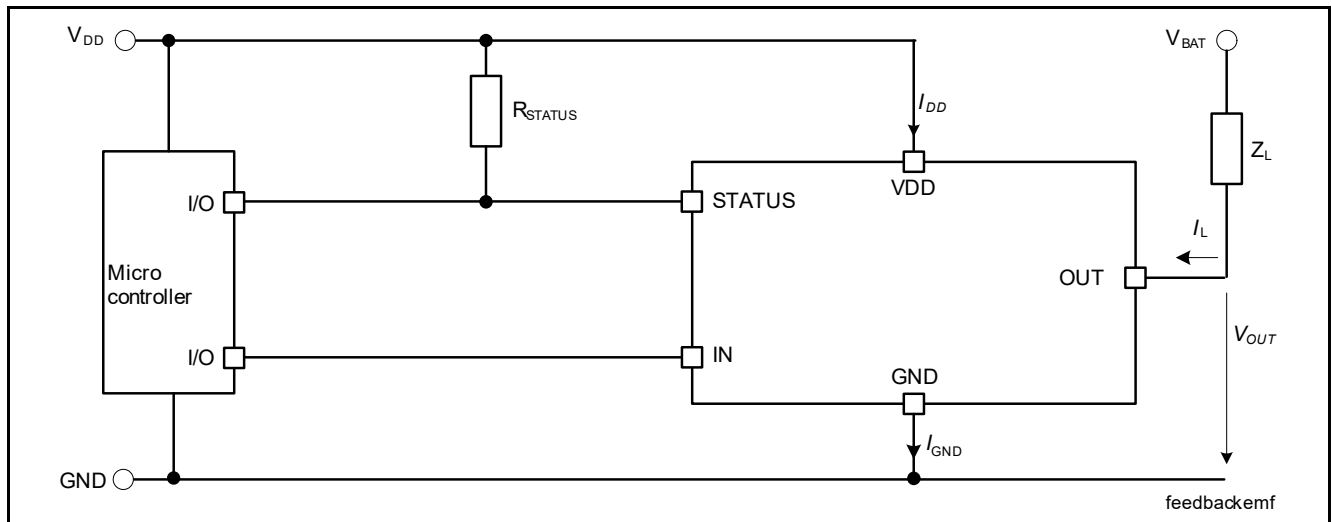 VDD
VBAT
IDD
RSTATUS
ZL
VDD
I/O
STATUS
IL
Micro
controller
OUT
VOUT
I/O
IN
GND
IGND
GND
feedbackemf